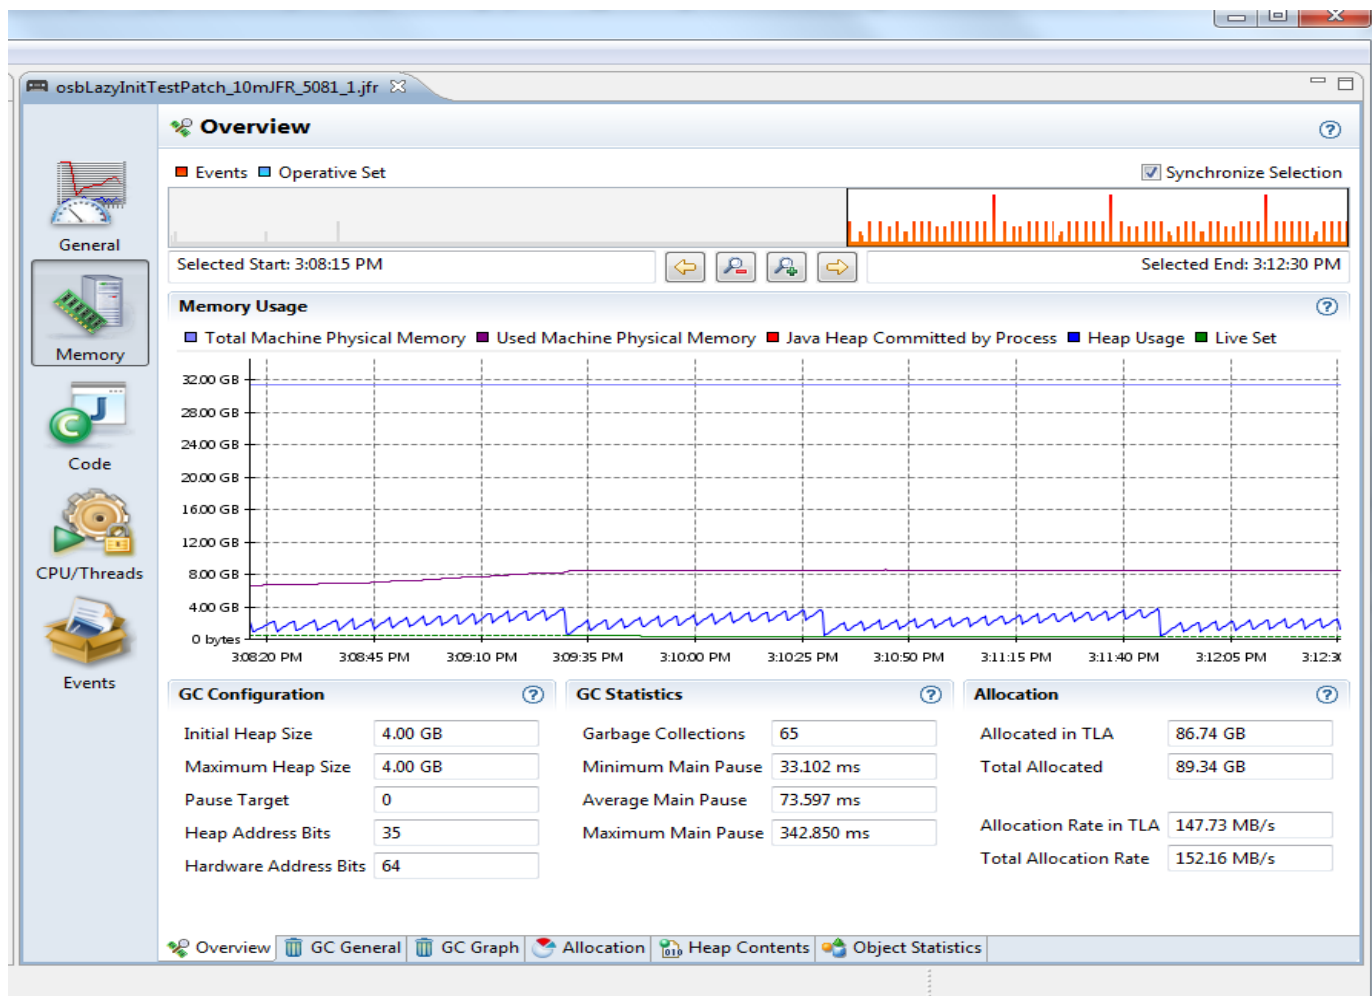 osbLazyInitTestPatch_10mJFR_5081_1.jfr
Overview
Events Operative Set Synchronize Selection
General
Selected Start: 3:08:15 PM Selected End: 3:12:30 PM
Memory Usage
Total Machine Physical Memory Used Machine Physical Memory Java Heap Committed by Process Heap Usage Live Set
Memory
32.00 GB
28.00 GB
24.00 GB
Code
20.00 GB
16.00 GB
12.00 GB
CPU/Threads
8.00 GB
4.00 GB
0 bytes
3:08:20 PM 3:08:45 PM 3:09:10 PM 3:09:35 PM 3:10:00 PM 3:10:25 PM 3:10:50 PM 3:11:15 PM 3:11:40 PM 3:12:05 PM 3:12:3
Events
GC Configuration GC Statistics Allocation
Initial Heap Size 4.00 GB Garbage Collections 65 Allocated in TLA 86.74 GB
Maximum Heap Size 4.00 GB Minimum Main Pause 33.102 ms Total Allocated 89.34 GB
Pause Target 0 Average Main Pause 73.597 ms
Heap Address Bits 35 Maximum Main Pause 342.850 ms Allocation Rate in TLA 147.73 MB/s
Hardware Address Bits 64 Total Allocation Rate 152.16 MB/s
Overview GC General GC Graph Allocation Heap Contents Object Statistics